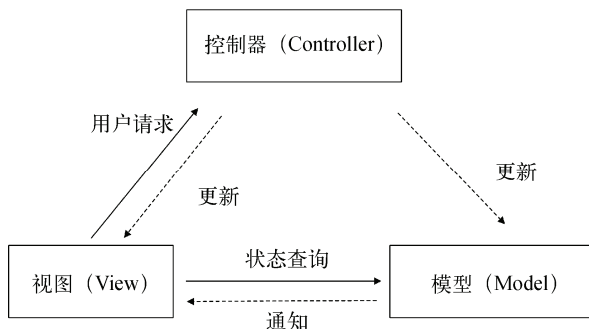 控制器（Controller）
用户请求
更新
更新
视图（View）
状态查询
通知
模型（Model）